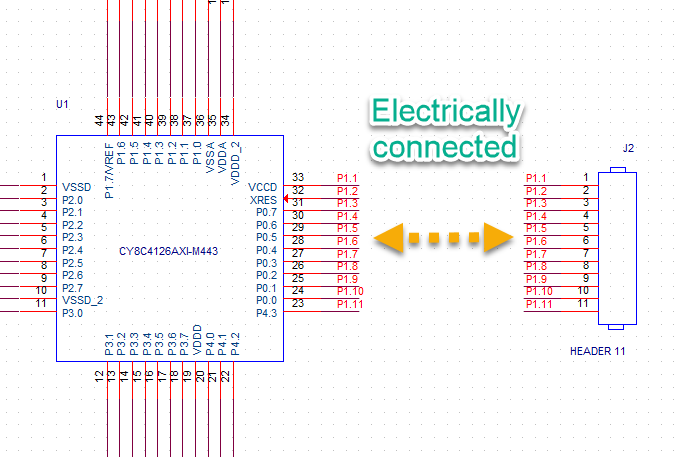 Electrically
connected
U1
44
43
42
41
40
39
38
37
36
35
34
P1.7/VREF
P1.6
P1.5
P1.4
P1.3
P1.2
P1.1
P1.0
VSSA
VDDA
VDDD_2
1 VSSD
2 P2.0
3 P2.1
4 P2.2
5 P2.3
6 P2.4
7 P2.5
8 P2.6
9 P2.7
10 VSSD_2
11 P3.0
CY8C4126AXI-M443
VCCD 33 P1.1
XRES 32 P1.2
P0.7 31 P1.3
P0.6 30 P1.4
P0.5 29 P1.5
P0.4 28 P1.6
P0.3 27 P1.7
P0.2 26 P1.8
P0.1 25 P1.9
P0.0 24 P1.10
P4.3 23 P1.11
P3.1
P3.2
P3.3
P3.4
P3.5
P3.6
P3.7
VDDD
P4.0
P4.1
P4.2
12
13
14
15
16
17
18
19
20
21
22
J2
P1.1 1
P1.2 2
P1.3 3
P1.4 4
P1.5 5
P1.6 6
P1.7 7
P1.8 8
P1.9 9
P1.10 10
P1.11 11
HEADER 11